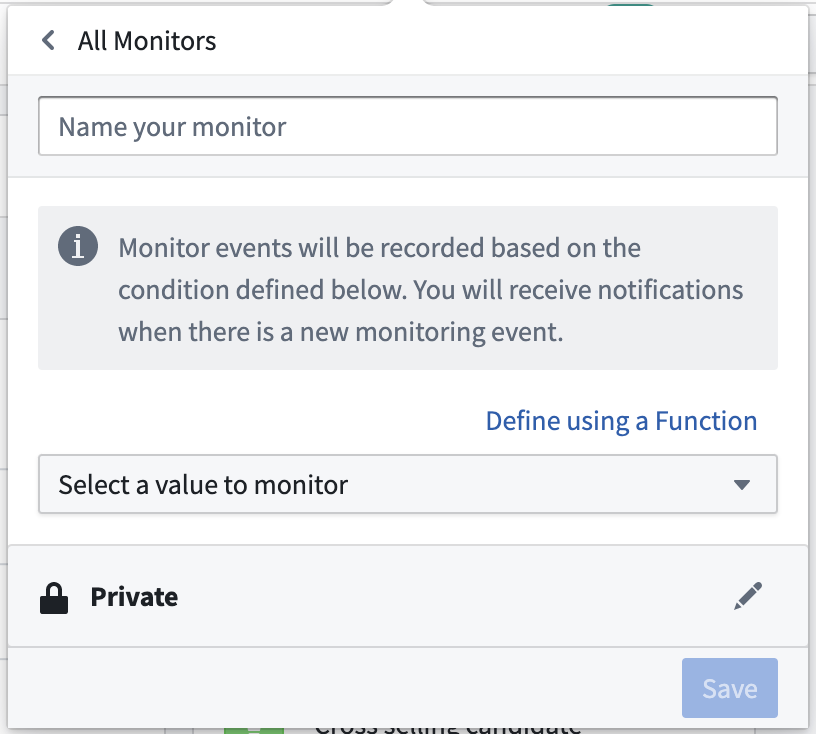 All Monitors
Name your monitor
Monitor events will be recorded based on the
condition defined below. You will receive notifications
when there is a new monitoring event.
Define using a Function
Select a value to monitor
Private
Save
Cross selling candidate